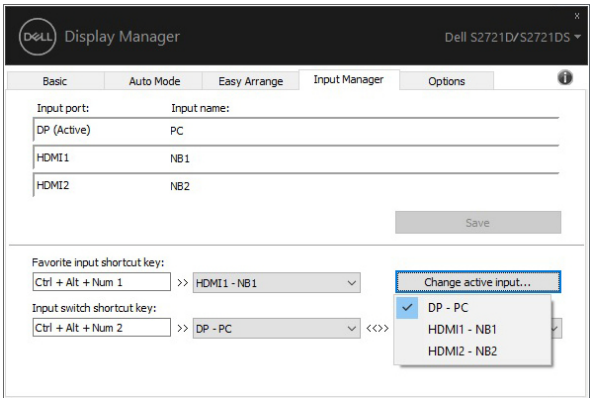 DELL Display Manager
Dell S2721D/S2721DS
Basic Auto Mode Easy Arrange Input Manager Options
Input port: Input name:
DP (Active) PC
HDMI1 NB1
HDMI2 NB2
Save
Favorite input shortcut key:
Ctrl + Alt + Num 1 >> HDMI1 - NB1 Change active input...
Input switch shortcut key:
Ctrl + Alt + Num 2 >> DP - PC <<>>
DP - PC
HDMI1 - NB1
HDMI2 - NB2